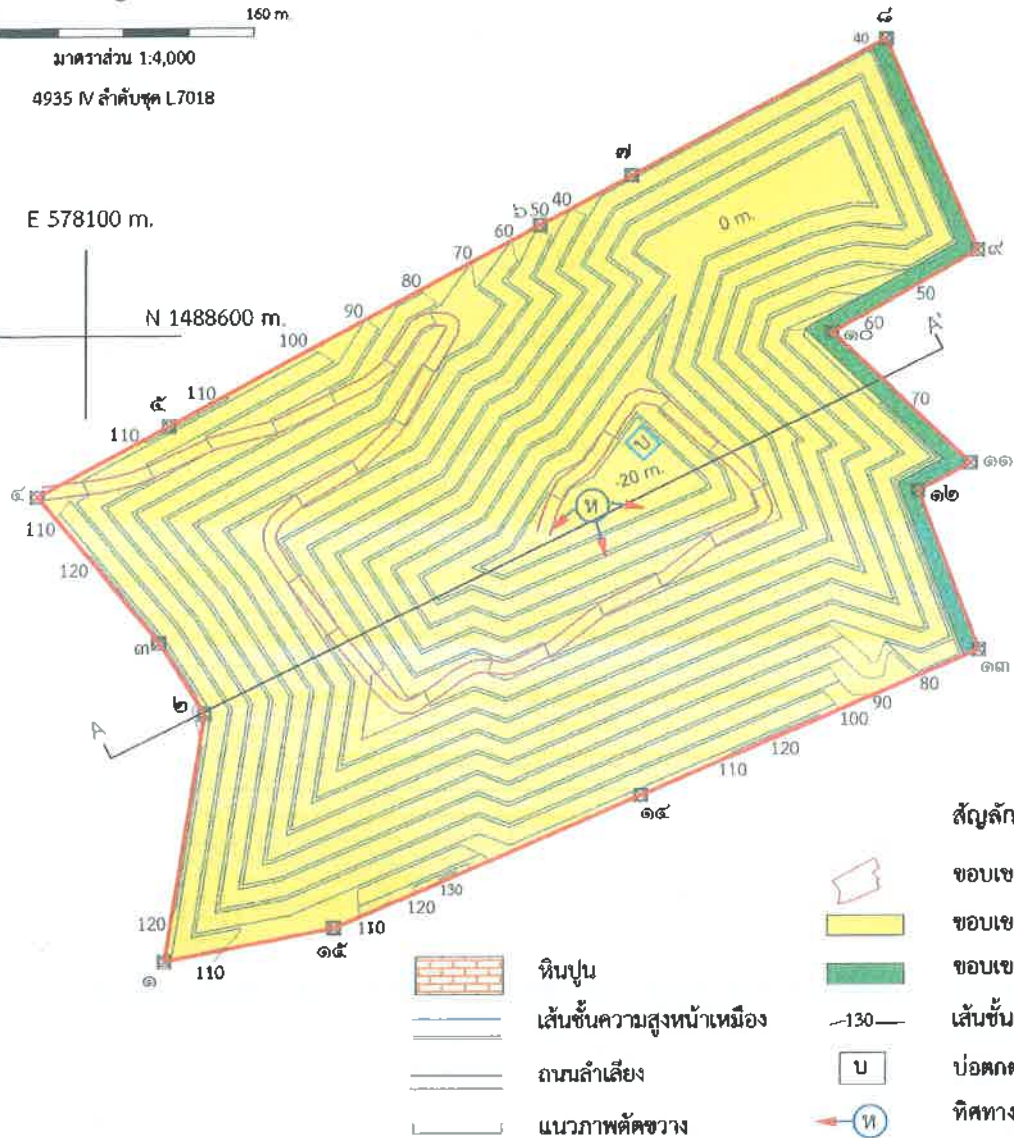 160 m.
มาตราส่วน 1:4,000
4935 IV ลำดับชุด L7018
E 578100 m.
N 1488600 m.
๘
40
๗
๖ 50 40
60
70
80
90
100
110
๕
110
๔
110
120
๓
๒
A
0 m.
๙
50
60
๑๐
A'
70
๑๑
๑๒
บ
-20 m.
ห
๑๓
80
90
100
120
110
๑๔
130
120
110
๑๕
120
๑
110
สัญลัก
หินปูน
เส้นชั้นความสูงหน้าเหมือง
ถนนลำเลียง
แนวภาพตัดขวาง
ขอบเข
ขอบเข
ขอบเข
130 เส้นชั้น
บ บ่อตกต
ห ทิศทาง